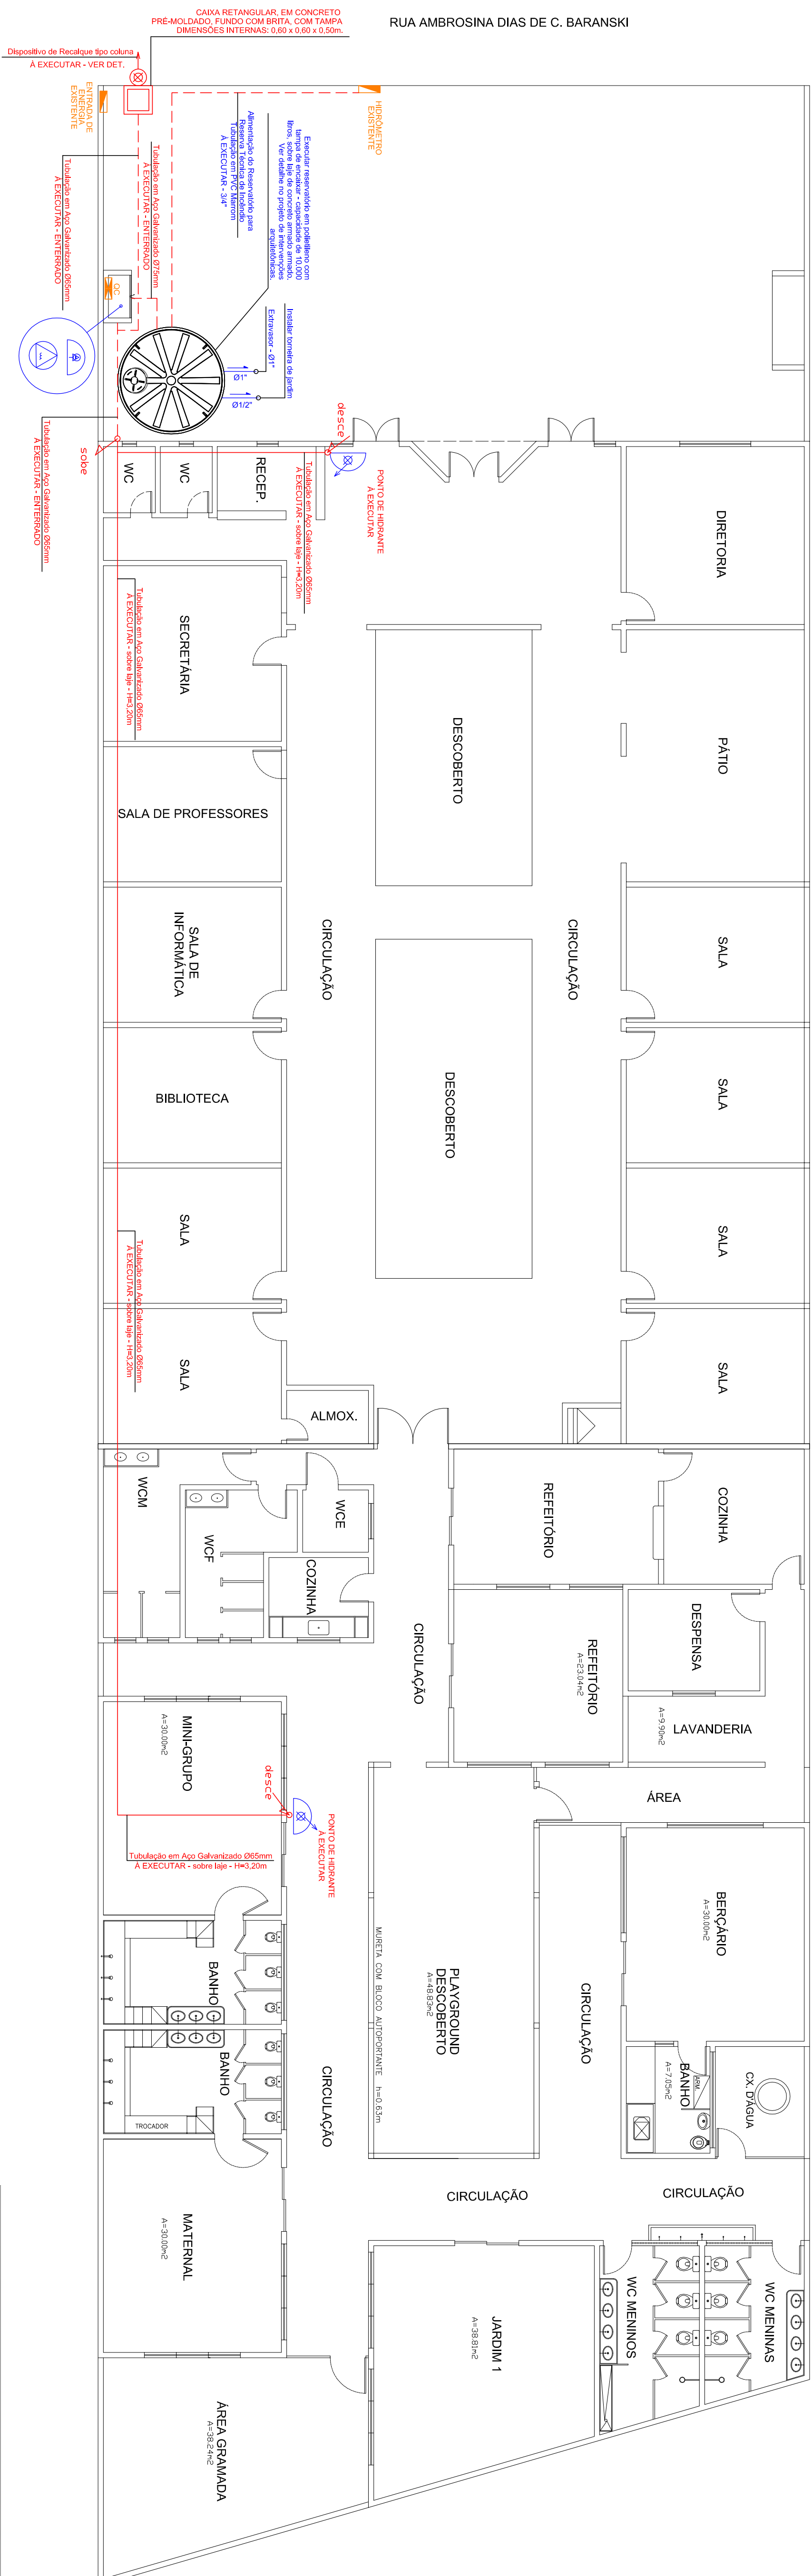 RUA AMBROSINA DIAS DE C. BARANSKI
CAIXA RETANGULAR, EM CONCRETO
PRÉ-MOLDADO, FUNDO COM BRITA, COM TAMPA
DIMENSÕES INTERNAS: 0,60 x 0,60 x 0,50m.
Dispositivo de Recalque tipo coluna
À EXECUTAR - VER DET.
ENTRADA DE
ENERGIA
EXISTENTE
HIDRÔMETRO
EXISTENTE
Tubulação em Aço Galvanizado Ø65mm
À EXECUTAR - ENTERRADO
Tubulação em Aço Galvanizado Ø75mm
À EXECUTAR - ENTERRADO
Alimentação do Reservatório para
Reserva Técnica de Incêndio
Tubulação em PVC Marrom
À EXECUTAR - 3/4"
Executar reservatório em polietileno com
tampa de encaixar - capacidade de 10.000
litros, sobre laje de concreto armado armado.
Ver detalhe no projeto de intervenções
arquitetônicas.
QC
Instalar torneira de jardim
Extravasor - Ø1"
Ø1"
Ø1/2"
Tubulação em Aço Galvanizado Ø65mm
À EXECUTAR - ENTERRADO
sobe
desce
PONTO DE HIDRANTE
À EXECUTAR
WC
WC
RECEP.
Tubulação em Aço Galvanizado Ø65mm
À EXECUTAR - sobre laje - H=3,20m
DIRETORIA
Tubulação em Aço Galvanizado Ø65mm
À EXECUTAR - sobre laje - H=3,20m
SECRETÁRIA
DESCOBERTO
PÁTIO
SALA DE PROFESSORES
SALA DE
INFORMÁTICA
CIRCULAÇÃO
CIRCULAÇÃO
SALA
BIBLIOTECA
DESCOBERTO
SALA
SALA
SALA
Tubulação em Aço Galvanizado Ø65mm
À EXECUTAR - sobre laje - H=3,20m
SALA
SALA
ALMOX.
WCM
WCF
WCE
COZINHA
REFEITÓRIO
COZINHA
CIRCULAÇÃO
REFEITÓRIO
A=23.04m2
DESPENSA
LAVANDERIA
A=9.90m2
MINI-GRUPO
A=30.00m2
desce
PONTO DE HIDRANTE
À EXECUTAR
ÁREA
Tubulação em Aço Galvanizado Ø65mm
À EXECUTAR - sobre laje - H=3,20m
BANHO
MURETA COM BLOCO AUTOPORTANTE h=0.63m
PLAYGROUND
DESCOBERTO
A=48.83m2
CIRCULAÇÃO
BERÇÁRIO
A=30.00m2
BANHO
TROCADOR
CIRCULAÇÃO
BANHO
A=7.05m2
ARM.
CX. D'ÁGUA
MATERNAL
A=30.00m2
CIRCULAÇÃO
CIRCULAÇÃO
JARDIM 1
A=38.81m2
WC MENINOS
WC MENINAS
ÁREA GRAMADA
A=38.24m2